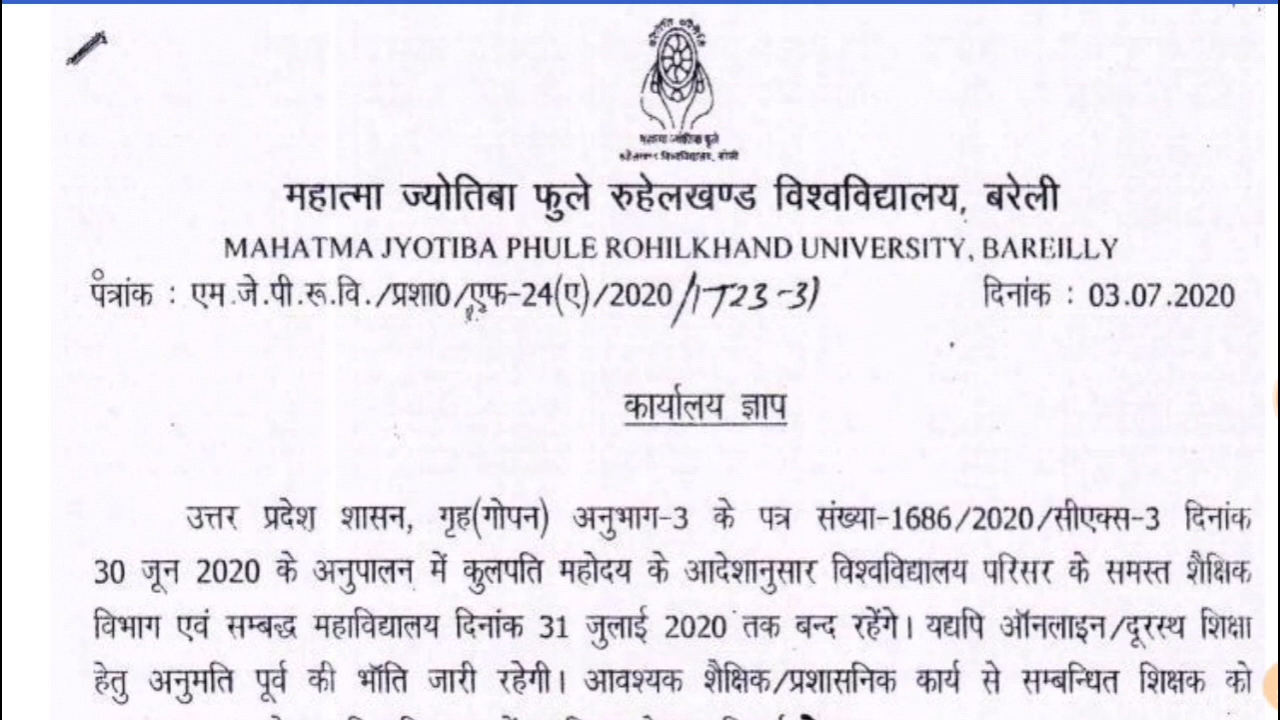 महात्मा ज्योतिबा फुले रुहेलखण्ड विश्वविद्यालय, बरेली
MAHATMA JYOTIBA PHULE ROHILKHAND UNIVERSITY, BAREILLY
पत्रांक : एम.जे.पी.रू.वि./प्रशा0/एफ-24(ए)/2020 दिनांक : 03.07.2020
कार्यालय ज्ञाप
उत्तर प्रदेश शासन, गृह(गोपन) अनुभाग-3 के पत्र संख्या-1686/2020/सीएक्स-3 दिनांक
30 जून 2020 के अनुपालन में कुलपति महोदय के आदेशानुसार विश्वविद्यालय परिसर के समस्त शैक्षिक
विभाग एवं सम्बद्ध महाविद्यालय दिनांक 31 जुलाई 2020 तक बन्द रहेंगे। यद्यपि ऑनलाइन/दूरस्थ शिक्षा
हेतु अनुमति पूर्व की भॉति जारी रहेगी। आवश्यक शैक्षिक/प्रशासनिक कार्य से सम्बन्धित शिक्षक को